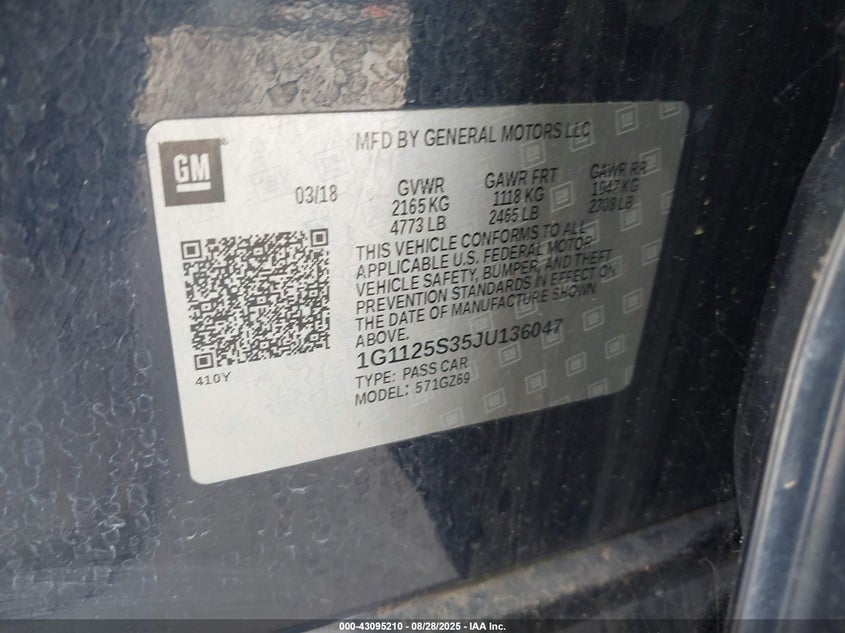 GM
MFD BY GENERAL MOTORS LLC
03/18
GVWR
2165 KG
4773 LB
GAWR FRT
1118 KG
2465 LB
GAWR RR
1047 KG
2308 LB
THIS VEHICLE CONFORMS TO ALL
APPLICABLE U.S. FEDERAL MOTOR
VEHICLE SAFETY, BUMPER, AND THEFT
PREVENTION STANDARDS IN EFFECT ON
THE DATE OF MANUFACTURE SHOWN
ABOVE.
1G1125S35JU136047
TYPE: PASS CAR
MODEL: 571GZ69
410Y
000-43095210 - 08/28/2025 - IAA Inc.